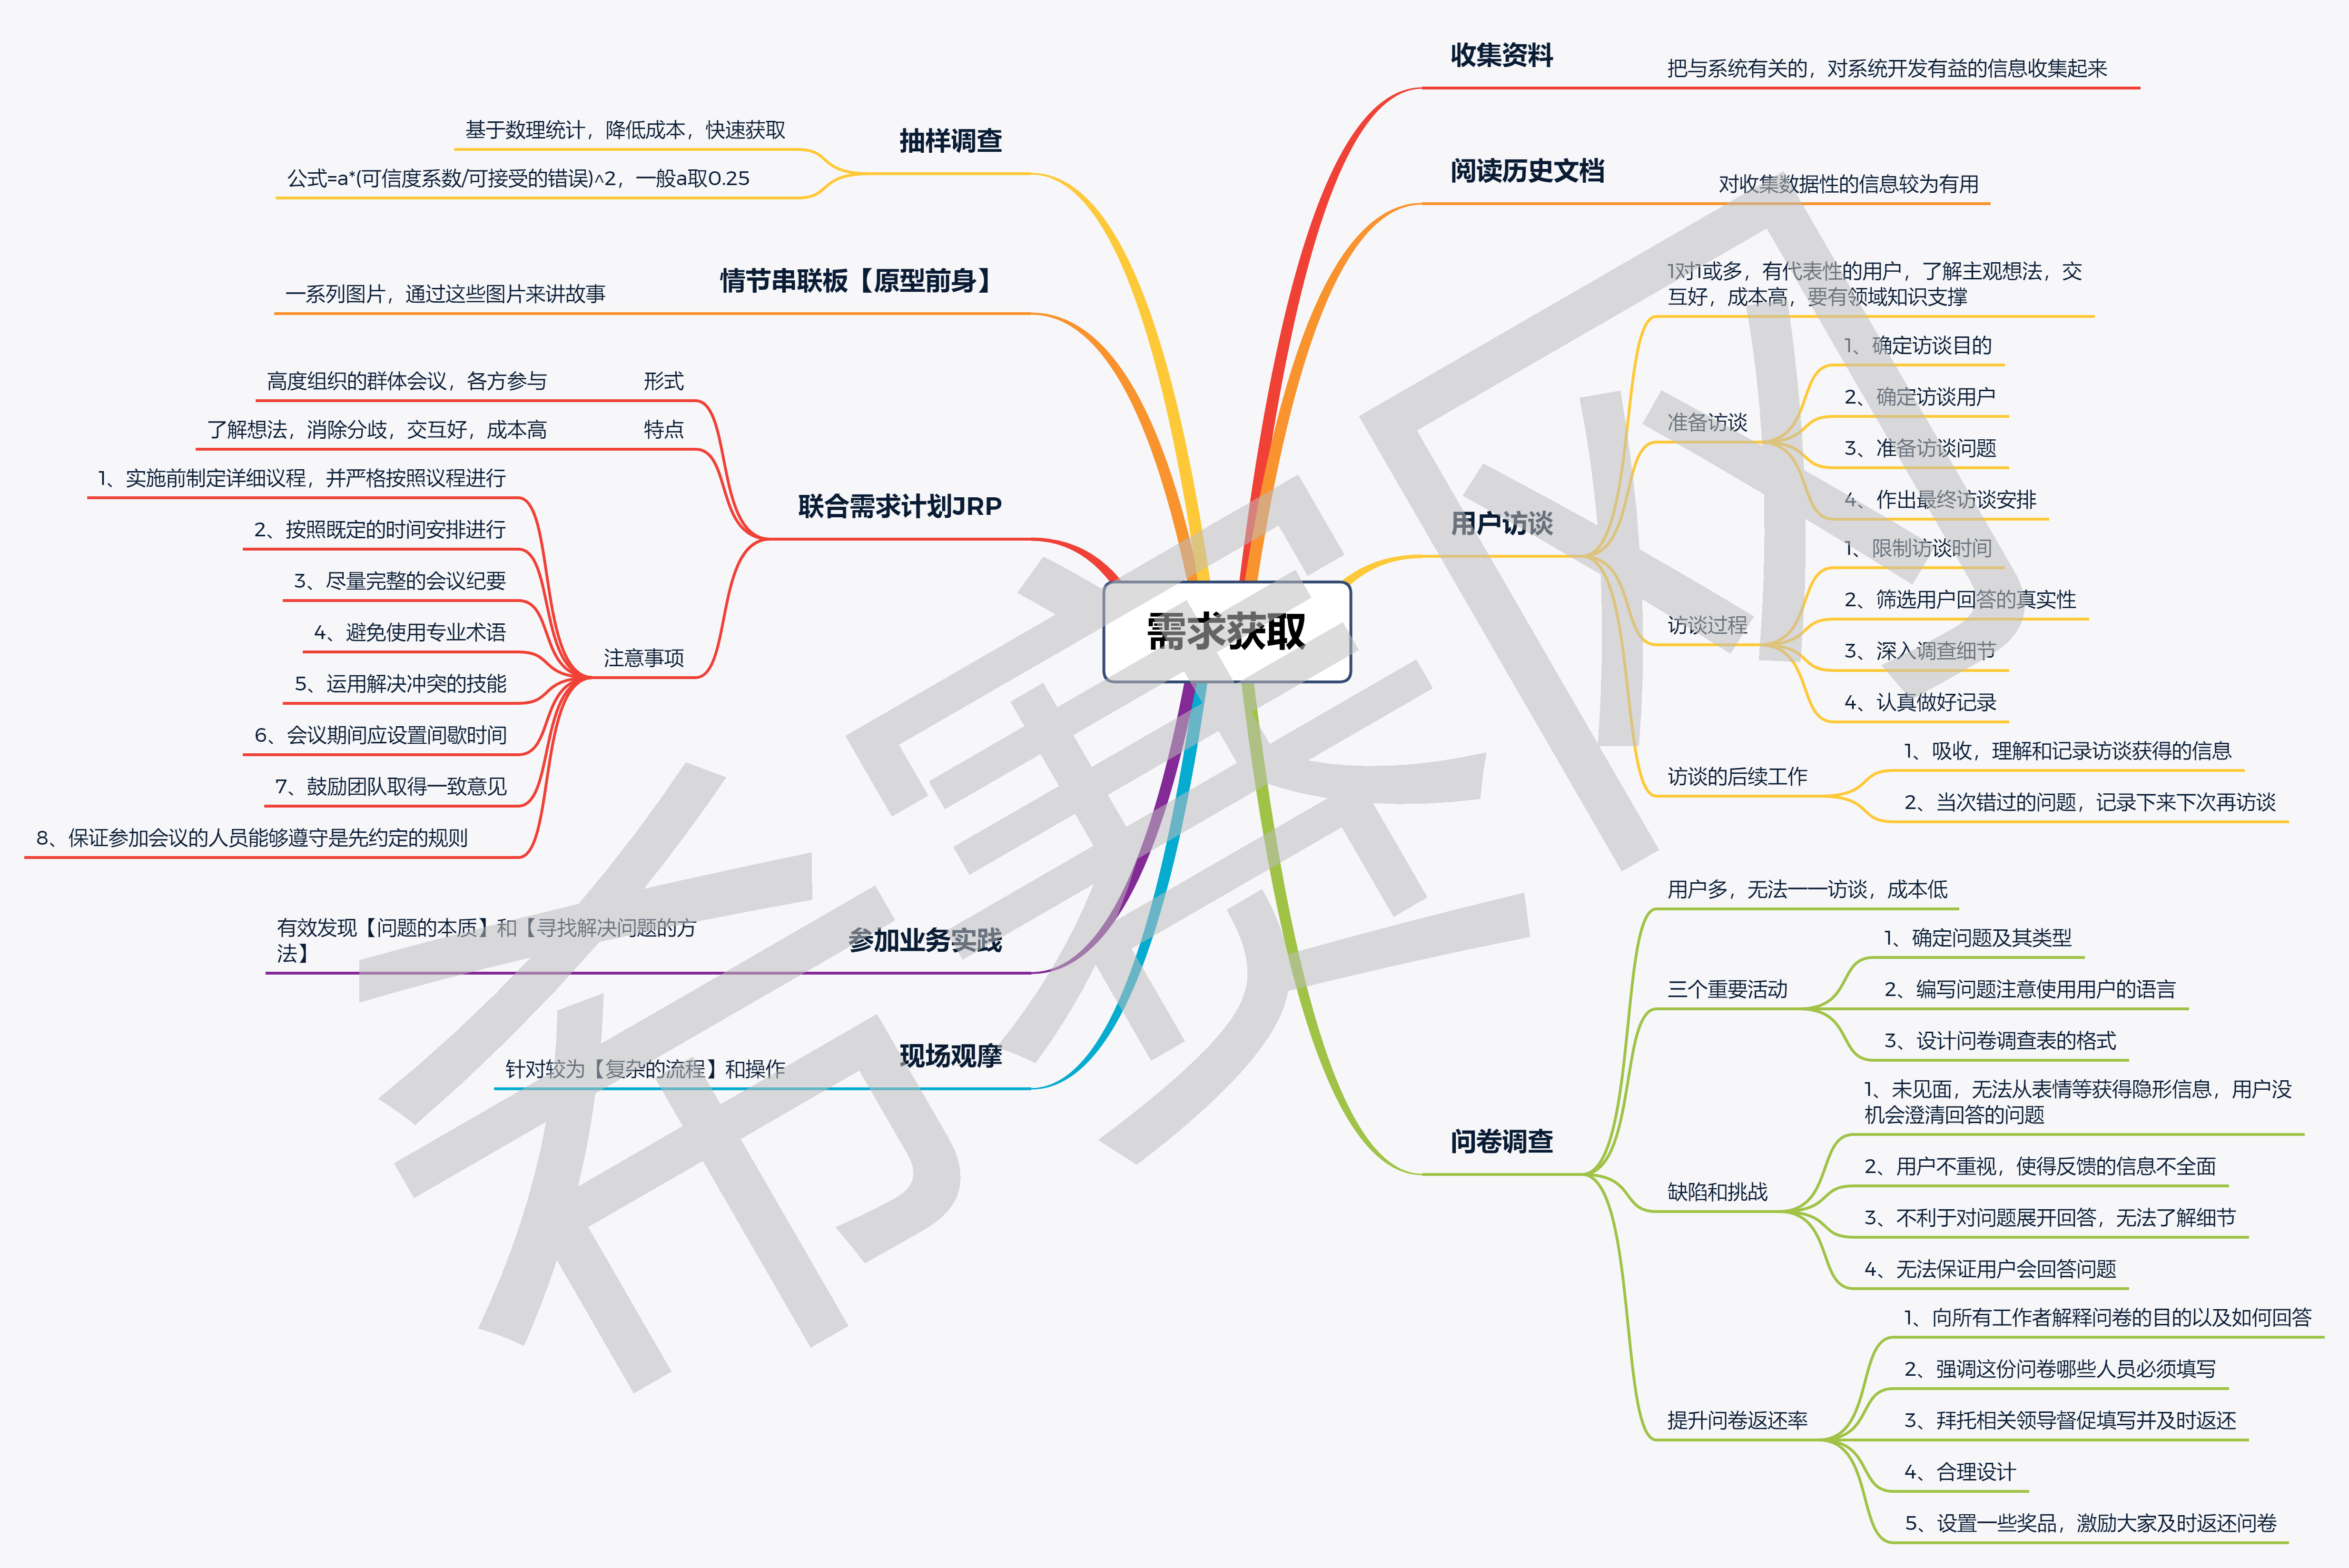 需求获取
收集资料
把与系统有关的，对系统开发有益的信息收集起来
阅读历史文档
对收集数据性的信息较为有用
用户访谈
1对1或多，有代表性的用户，了解主观想法，交
互好，成本高，要有领域知识支撑
准备访谈
1、确定访谈目的
2、确定访谈用户
3、准备访谈问题
4、作出最终访谈安排
访谈过程
1、限制访谈时间
2、筛选用户回答的真实性
3、深入调查细节
4、认真做好记录
访谈的后续工作
1、吸收，理解和记录访谈获得的信息
2、当次错过的问题，记录下来下次再访谈
问卷调查
用户多，无法一一访谈，成本低
三个重要活动
1、确定问题及其类型
2、编写问题注意使用用户的语言
3、设计问卷调查表的格式
缺陷和挑战
1、未见面，无法从表情等获得隐形信息，用户没
机会澄清回答的问题
2、用户不重视，使得反馈的信息不全面
3、不利于对问题展开回答，无法了解细节
4、无法保证用户会回答问题
提升问卷返还率
1、向所有工作者解释问卷的目的以及如何回答
2、强调这份问卷哪些人员必须填写
3、拜托相关领导督促填写并及时返还
4、合理设计
5、设置一些奖品，激励大家及时返还问卷
抽样调查
基于数理统计，降低成本，快速获取
公式=a*(可信度系数/可接受的错误)^2，一般a取0.25
情节串联板【原型前身】
一系列图片，通过这些图片来讲故事
联合需求计划JRP
形式
高度组织的群体会议，各方参与
特点
了解想法，消除分歧，交互好，成本高
注意事项
1、实施前制定详细议程，并严格按照议程进行
2、按照既定的时间安排进行
3、尽量完整的会议纪要
4、避免使用专业术语
5、运用解决冲突的技能
6、会议期间应设置间歇时间
7、鼓励团队取得一致意见
8、保证参加会议的人员能够遵守是先约定的规则
参加业务实践
有效发现【问题的本质】和【寻找解决问题的方
法】
现场观摩
针对较为【复杂的流程】和操作
希赛网